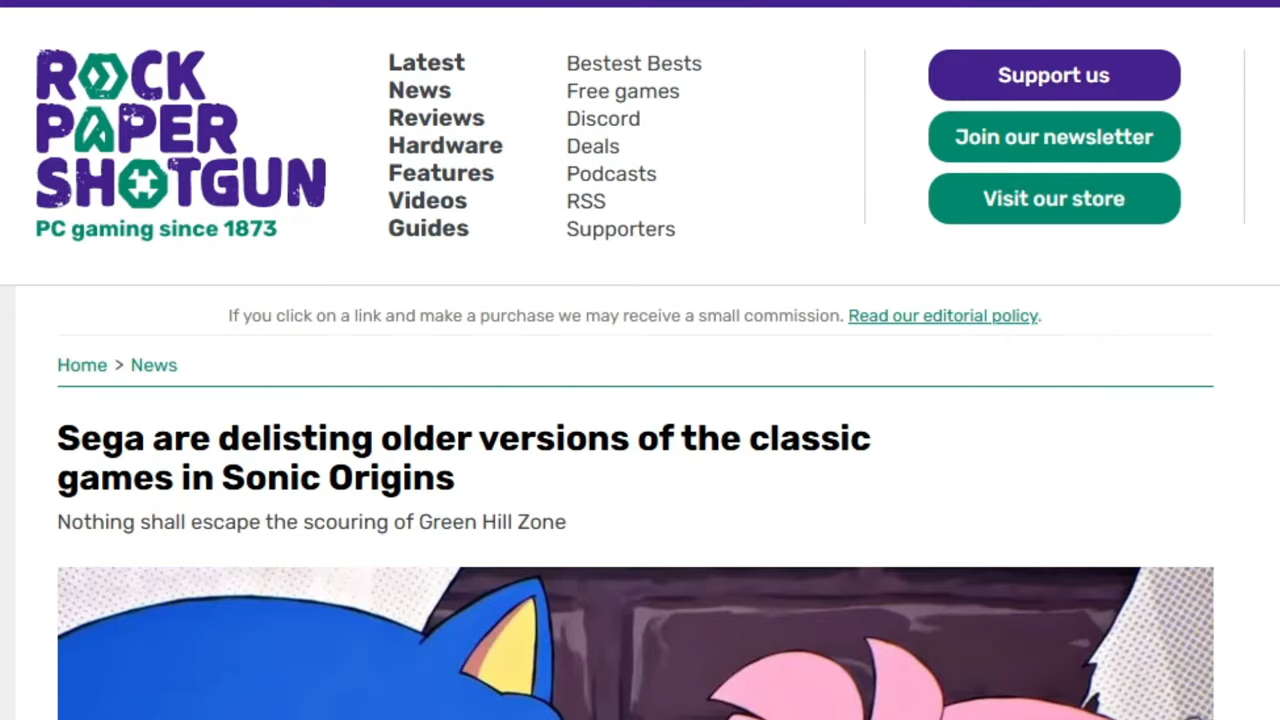 ROCK
PAPER
SHOTGUN
PC gaming since 1873
Latest
News
Reviews
Hardware
Features
Videos
Guides
Bestest Bests
Free games
Discord
Deals
Podcasts
RSS
Supporters
Support us
Join our newsletter
Visit our store
If you click on a link and make a purchase we may receive a small commission. Read our editorial policy.
Home > News
Sega are delisting older versions of the classic
games in Sonic Origins
Nothing shall escape the scouring of Green Hill Zone